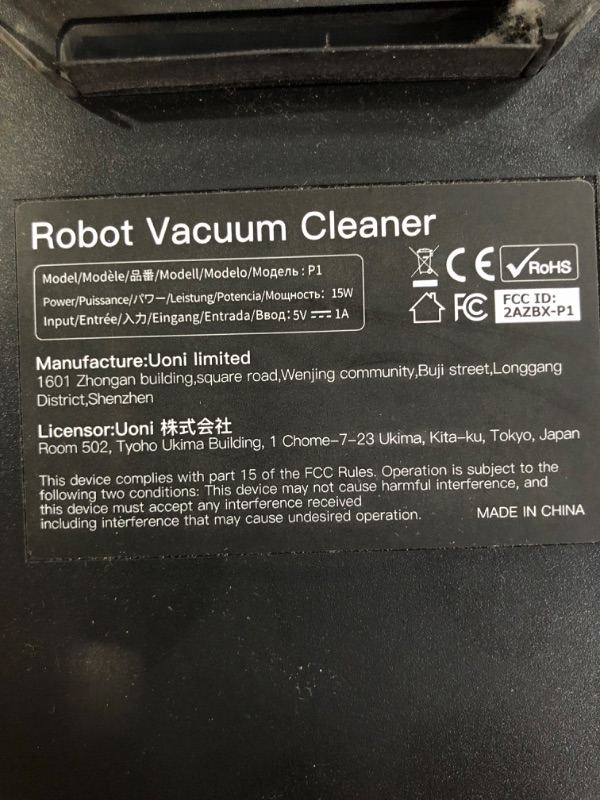 Robot Vacuum Cleaner
Model/Modèle/品番/Modell/Modelo/Модель : P1
Power/Puissance/パワー/Leistung/Potencia/Мощность: 15W
Input/Entrée/入力/Eingang/Entrada/Ввод: 5V ⎓ 1A
CE
RoHS
FC
FCC ID:
2AZBX-P1
Manufacture:Uoni limited
1601 Zhongan building,square road,Wenjing community,Buji street,Longgang
District,Shenzhen
Licensor:Uoni 株式会社
Room 502, Tyoho Ukima Building, 1 Chome-7-23 Ukima, Kita-ku, Tokyo, Japan
This device complies with part 15 of the FCC Rules. Operation is subject to the
following two conditions: This device may not cause harmful interference, and
this device must accept any interference received
including interference that may cause undesired operation.
MADE IN CHINA